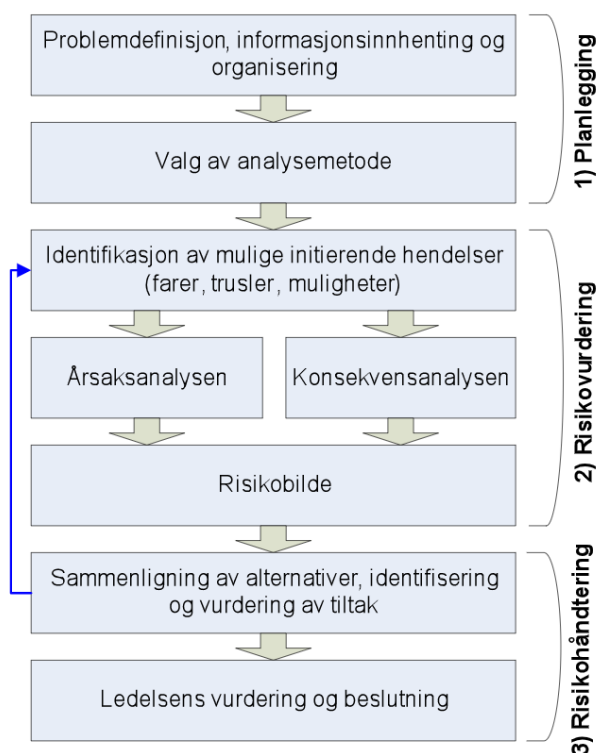 Problemdefinisjon, informasjonsinnhenting og
organisering
Valg av analysemetode
1) Planlegging
Identifikasjon av mulige initierende hendelser
(farer, trusler, muligheter)
Årsaksanalysen
Konsekvensanalysen
Risikobilde
2) Risikovurdering
Sammenligning av alternativer, identifisering
og vurdering av tiltak
Ledelsens vurdering og beslutning
3) Risikohåndtering